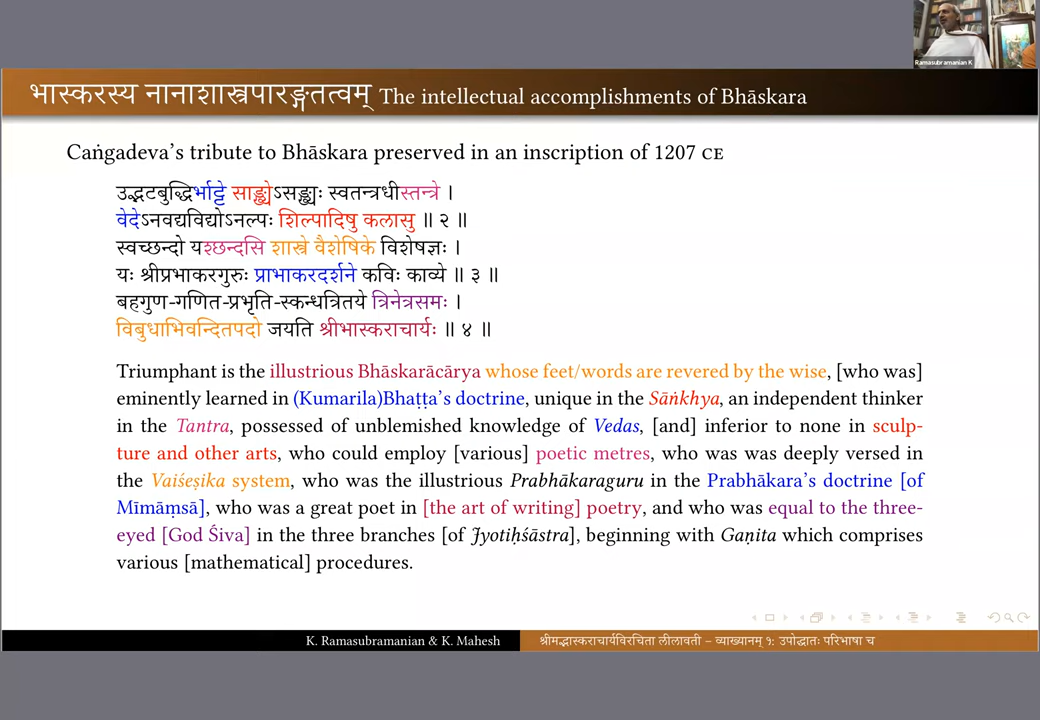 Ramasubramanian K
भास्करस्य नानाशास्त्रपारङ्गतत्वम् The intellectual accomplishments of Bhāskara
Caṅgadeva’s tribute to Bhāskara preserved in an inscription of 1207 CE
उद्भटबुद्धिर्भाट्टे साङ्ख्येऽसङ्ख्यः स्वतन्त्रधीस्तन्त्रे ।
वेदेऽनवद्यविद्योऽनल्पः शिल्पादिषु कलासु ॥ २ ॥
स्वच्छन्दो यश्छन्दसि शास्त्रे वैशेषिके विशेषज्ञः ।
यः श्रीप्रभाकरगुरुः प्राभाकरदर्शने कविः काव्ये ॥ ३ ॥
बहुगुण-गणित-प्रभृति-स्कन्धत्रितये त्रिनेत्रसमः ।
विबुधाभिवन्दितपदो जयति श्रीभास्कराचार्यः ॥ ४ ॥
Triumphant is the illustrious Bhāskarācārya whose feet/words are revered by the wise, [who was]
eminently learned in (Kumarila)Bhaṭṭa’s doctrine, unique in the Sāṅkhya, an independent thinker
in the Tantra, possessed of unblemished knowledge of Vedas, [and] inferior to none in sculp-
ture and other arts, who could employ [various] poetic metres, who was was deeply versed in
the Vaiśeṣika system, who was the illustrious Prabhākaraguru in the Prabhākara’s doctrine [of
Mīmāṃsā], who was a great poet in [the art of writing] poetry, and who was equal to the three-
eyed [God Śiva] in the three branches [of Jyotiḥśāstra], beginning with Gaṇita which comprises
various [mathematical] procedures.
K. Ramasubramanian & K. Mahesh
श्रीमद्भास्कराचार्यविरचिता लीलावती – व्याख्यानम् १: उपोद्घातः परिभाषा च